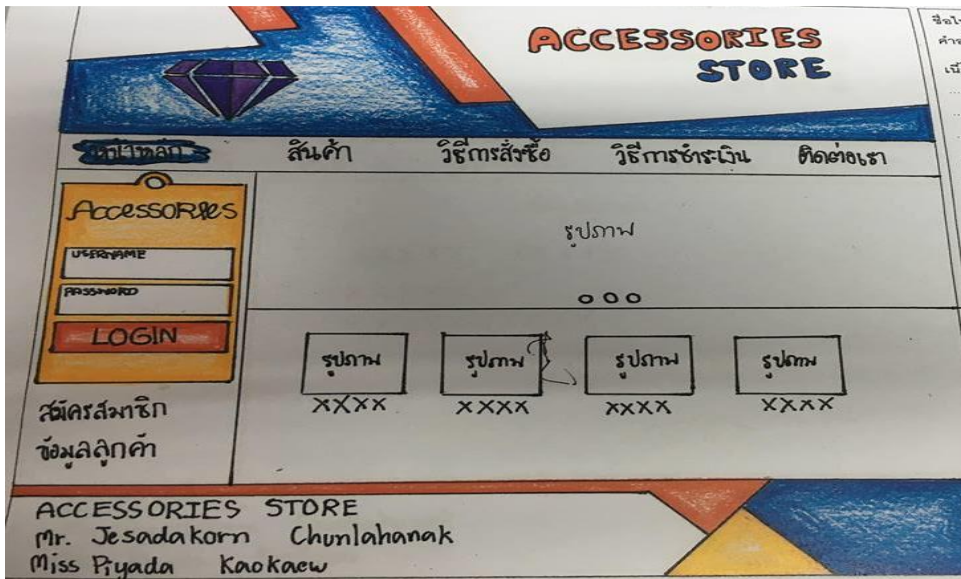 ACCESSORIES
STORE
หน้าหลัก สินค้า วิธีการสั่งซื้อ วิธีการชำระเงิน ติดต่อเรา
Accessories
USERNAME
PASSWORD
LOGIN
สมัครสมาชิก
ข้อมูลลูกค้า
รูปภาพ
รูปภาพ รูปภาพ รูปภาพ รูปภาพ
XXXX XXXX XXXX XXXX
ACCESSORIES STORE
Mr. Jesadakorn Chunlahanak
Miss Piyada Kaokaew